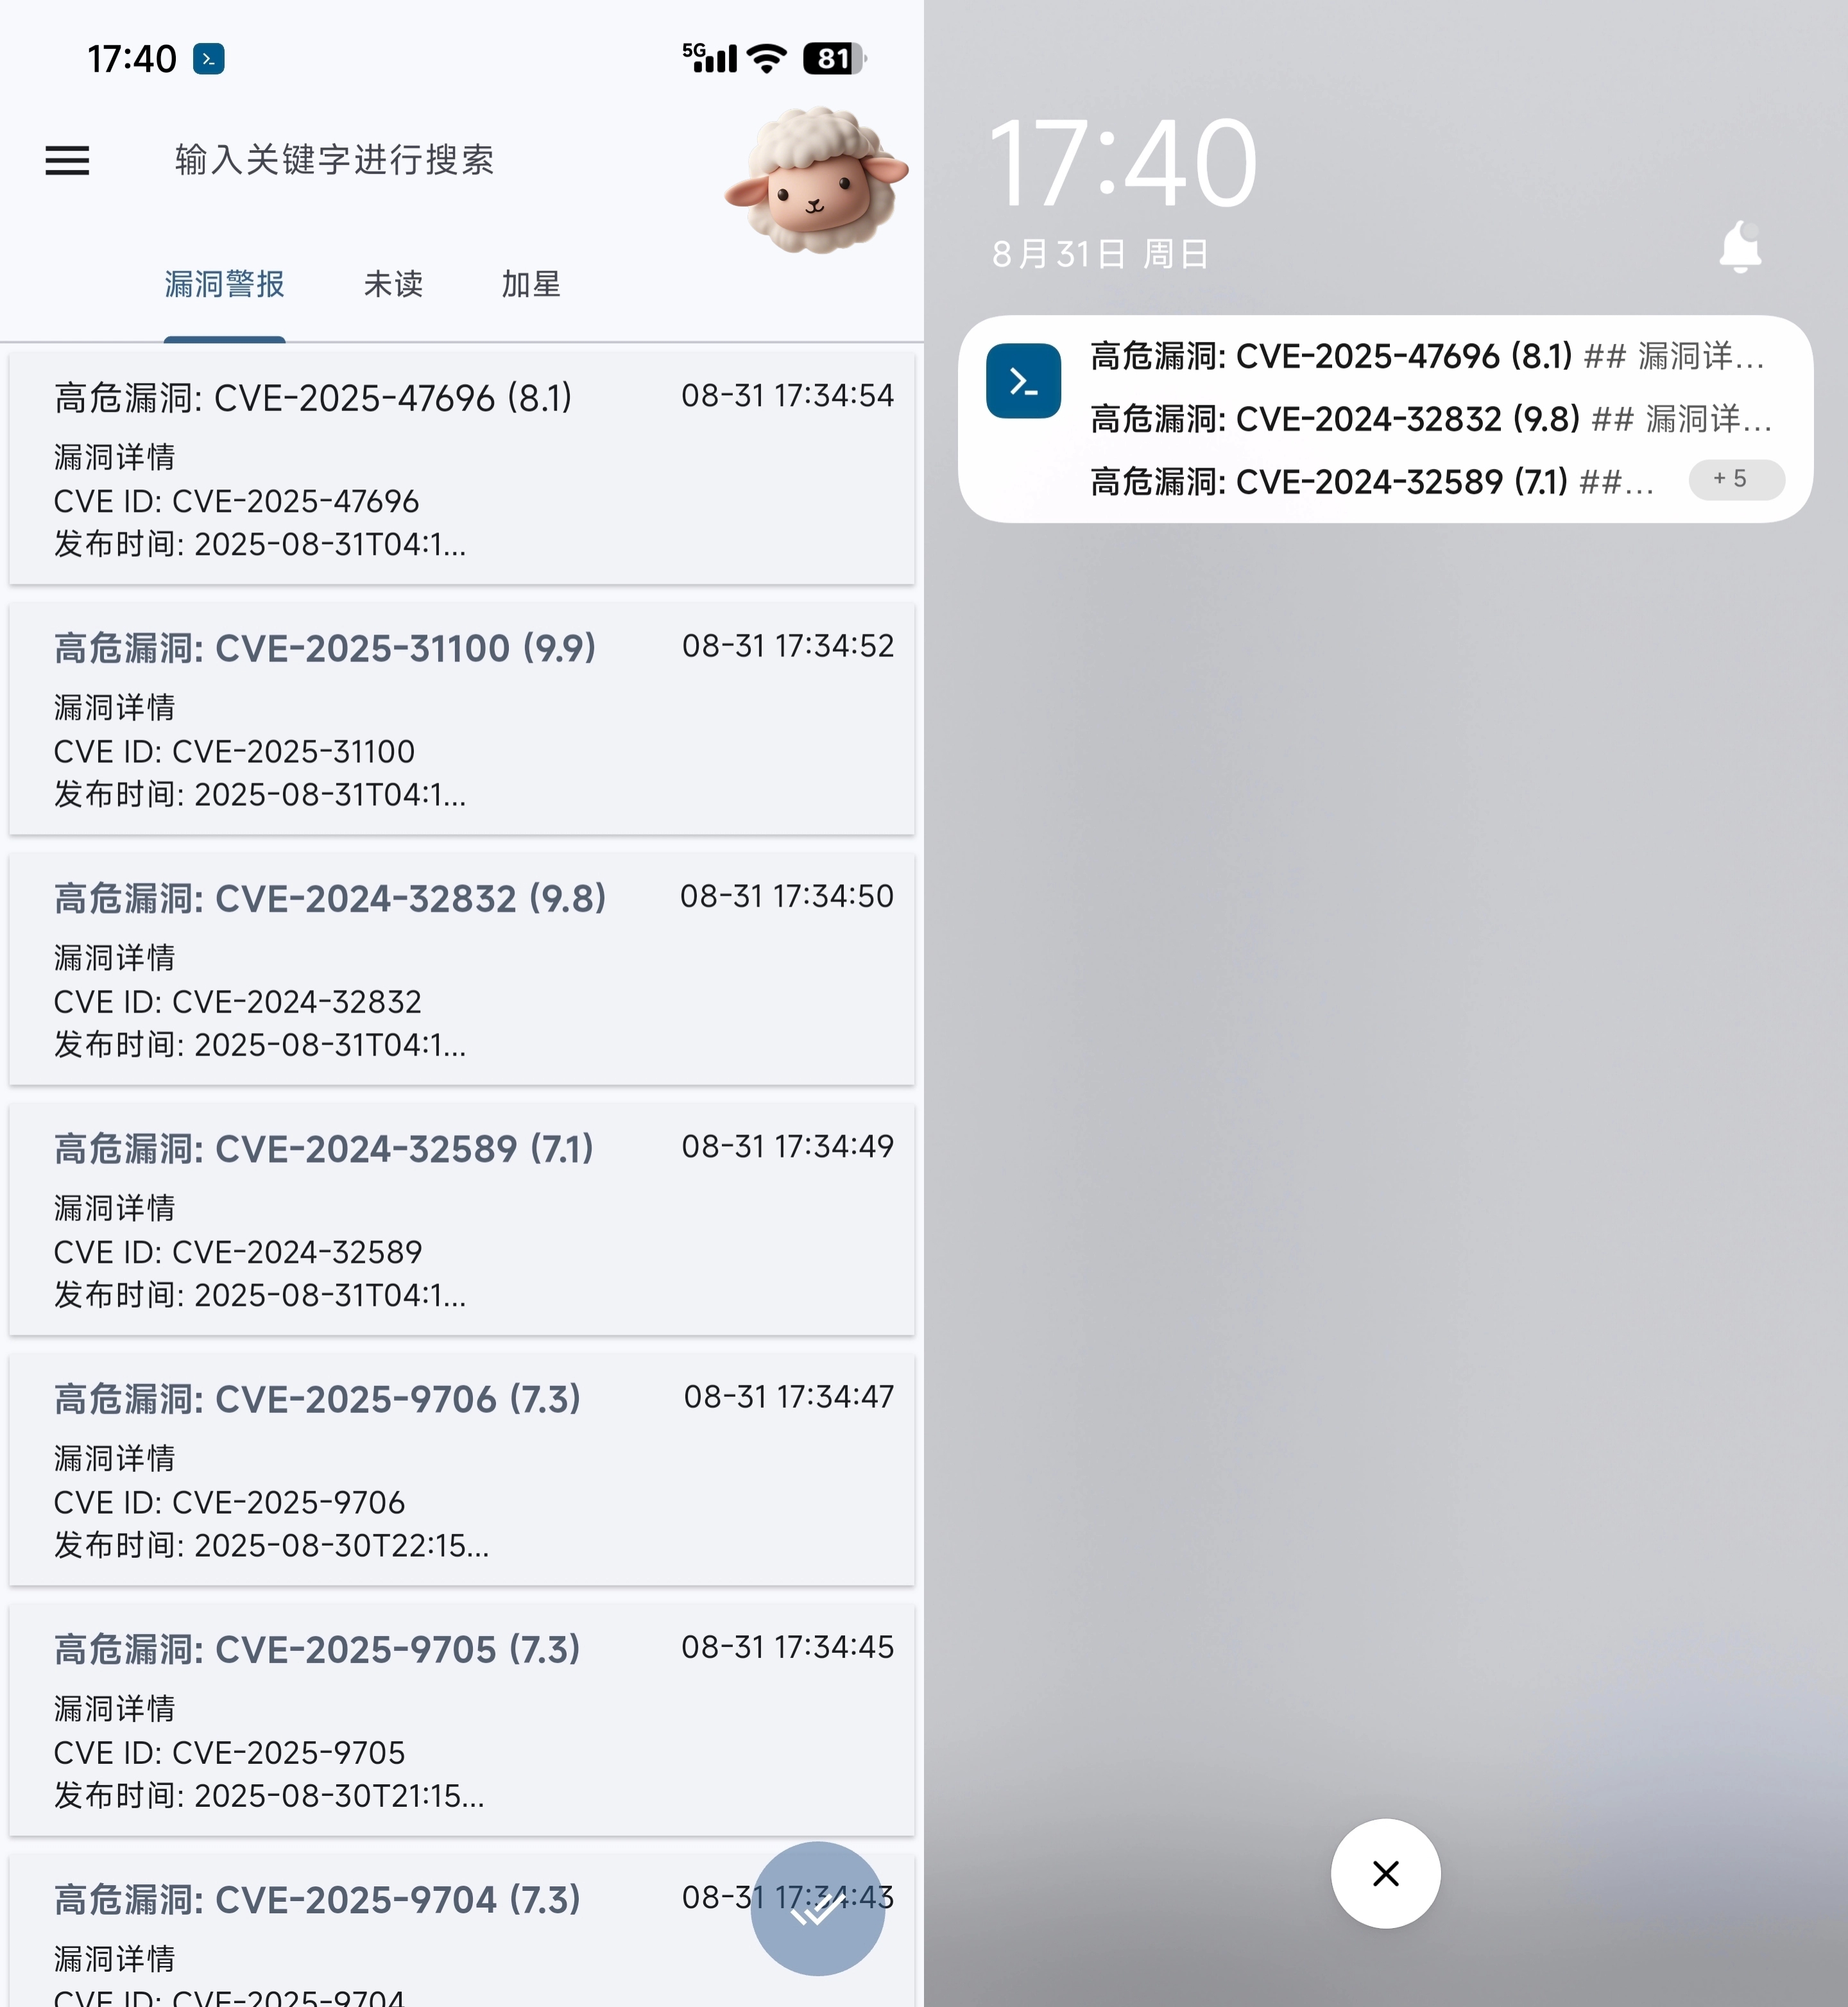 17:40
5G
81
输入关键字进行搜索
漏洞警报 未读 加星
高危漏洞: CVE-2025-47696 (8.1) 08-31 17:34:54
漏洞详情
CVE ID: CVE-2025-47696
发布时间: 2025-08-31T04:1...
高危漏洞: CVE-2025-31100 (9.9) 08-31 17:34:52
漏洞详情
CVE ID: CVE-2025-31100
发布时间: 2025-08-31T04:1...
高危漏洞: CVE-2024-32832 (9.8) 08-31 17:34:50
漏洞详情
CVE ID: CVE-2024-32832
发布时间: 2025-08-31T04:1...
高危漏洞: CVE-2024-32589 (7.1) 08-31 17:34:49
漏洞详情
CVE ID: CVE-2024-32589
发布时间: 2025-08-31T04:1...
高危漏洞: CVE-2025-9706 (7.3) 08-31 17:34:47
漏洞详情
CVE ID: CVE-2025-9706
发布时间: 2025-08-30T22:15...
高危漏洞: CVE-2025-9705 (7.3) 08-31 17:34:45
漏洞详情
CVE ID: CVE-2025-9705
发布时间: 2025-08-30T21:15...
高危漏洞: CVE-2025-9704 (7.3) 08-31 17:34:43
漏洞详情
CVE ID: CVE-2025-9704
17:40
8月31日 周日
高危漏洞: CVE-2025-47696 (8.1) ## 漏洞详...
高危漏洞: CVE-2024-32832 (9.8) ## 漏洞详...
高危漏洞: CVE-2024-32589 (7.1) ##... + 5